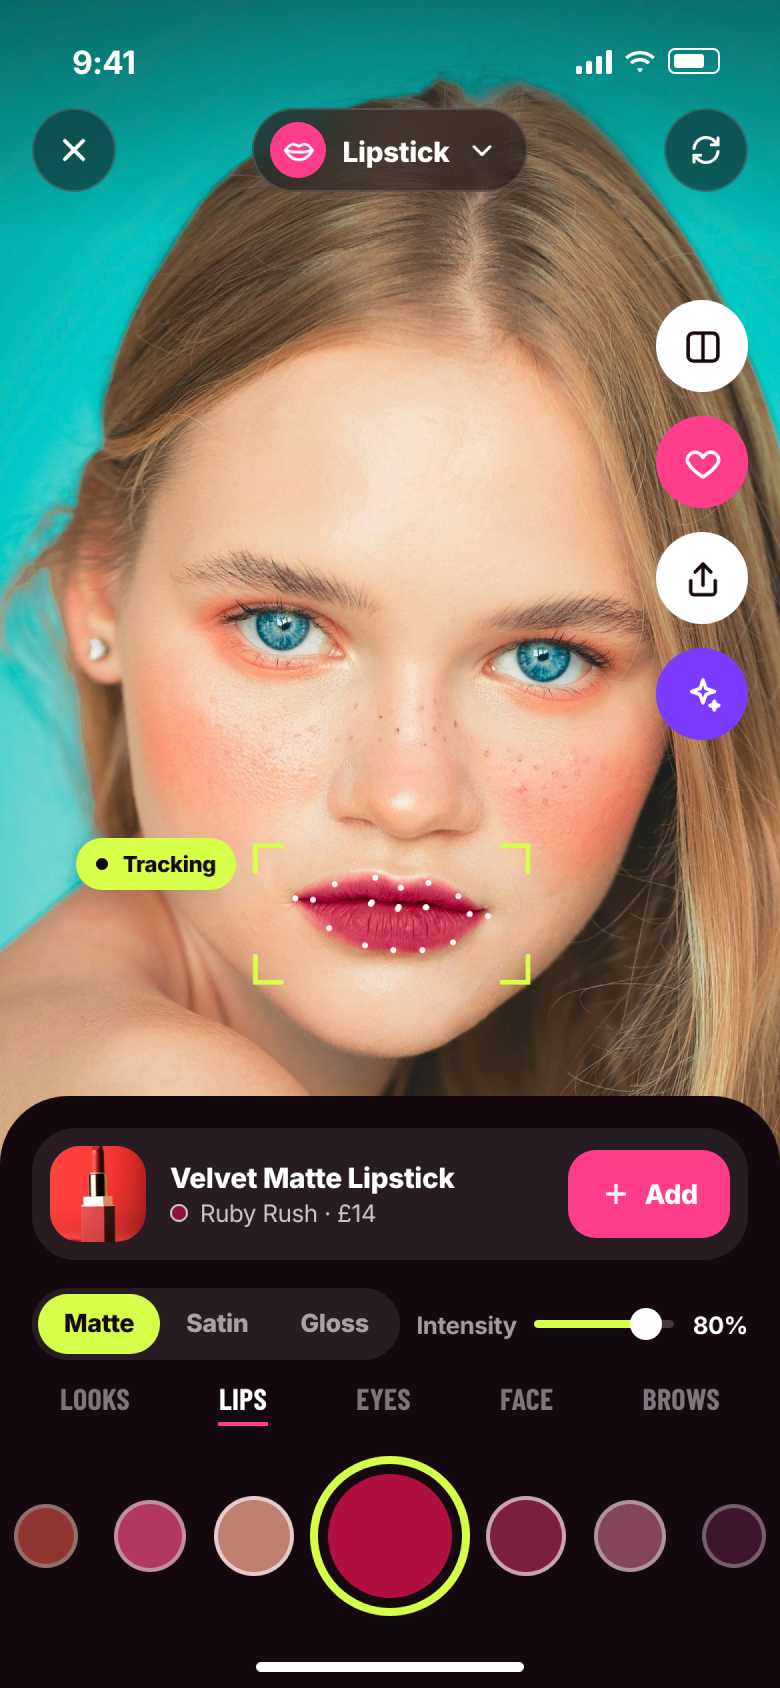 9:41
Lipstick
Tracking
Velvet Matte Lipstick
Ruby Rush · £14
+ Add
Matte Satin Gloss Intensity 80%
LOOKS LIPS EYES FACE BROWS